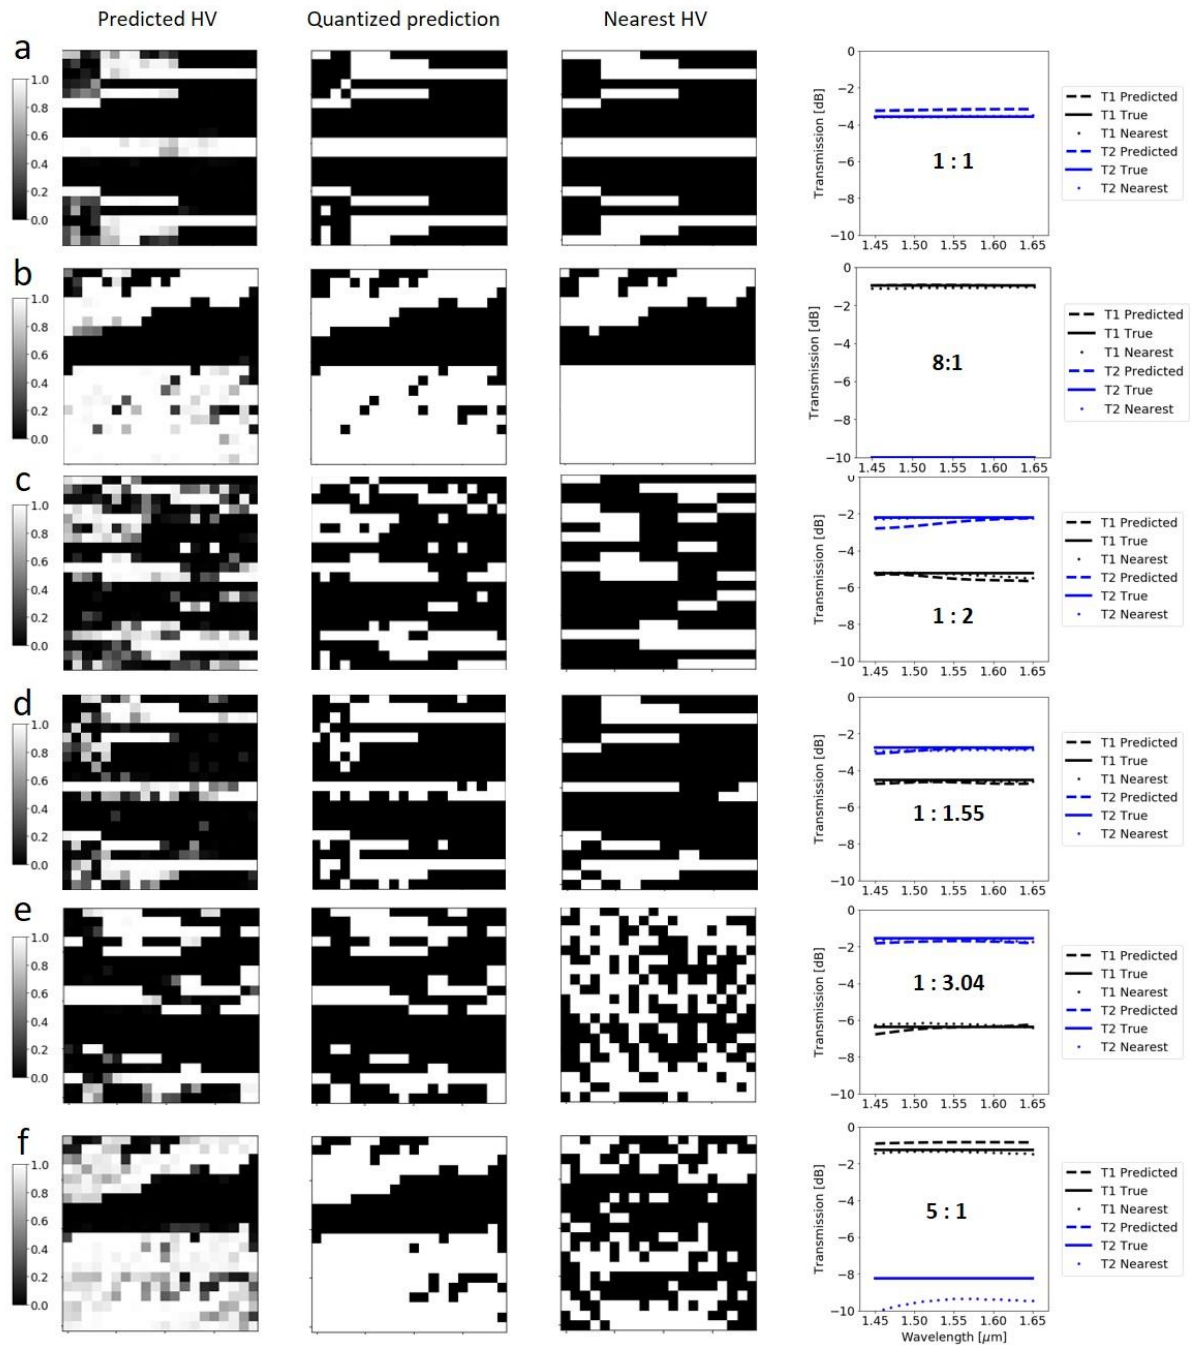 Predicted HV Quantized prediction Nearest HV
a
1.0
0.8
0.6
0.4
0.2
0.0
Transmission [dB]
0
−2
−4
−6
−8
−10
1 : 1
1.45 1.50 1.55 1.60 1.65
T1 Predicted
T1 True
T1 Nearest
T2 Predicted
T2 True
T2 Nearest
b
1.0
0.8
0.6
0.4
0.2
0.0
Transmission [dB]
0
−2
−4
−6
−8
−10
8:1
1.45 1.50 1.55 1.60 1.65
T1 Predicted
T1 True
T1 Nearest
T2 Predicted
T2 True
T2 Nearest
c
1.0
0.8
0.6
0.4
0.2
0.0
Transmission [dB]
0
−2
−4
−6
−8
−10
1 : 2
1.45 1.50 1.55 1.60 1.65
T1 Predicted
T1 True
T1 Nearest
T2 Predicted
T2 True
T2 Nearest
d
1.0
0.8
0.6
0.4
0.2
0.0
Transmission [dB]
0
−2
−4
−6
−8
−10
1 : 1.55
1.45 1.50 1.55 1.60 1.65
T1 Predicted
T1 True
T1 Nearest
T2 Predicted
T2 True
T2 Nearest
e
1.0
0.8
0.6
0.4
0.2
0.0
Transmission [dB]
0
−2
−4
−6
−8
−10
1 : 3.04
1.45 1.50 1.55 1.60 1.65
T1 Predicted
T1 True
T1 Nearest
T2 Predicted
T2 True
T2 Nearest
f
1.0
0.8
0.6
0.4
0.2
0.0
Transmission [dB]
0
−2
−4
−6
−8
−10
5 : 1
1.45 1.50 1.55 1.60 1.65
Wavelength [μm]
T1 Predicted
T1 True
T1 Nearest
T2 Predicted
T2 True
T2 Nearest